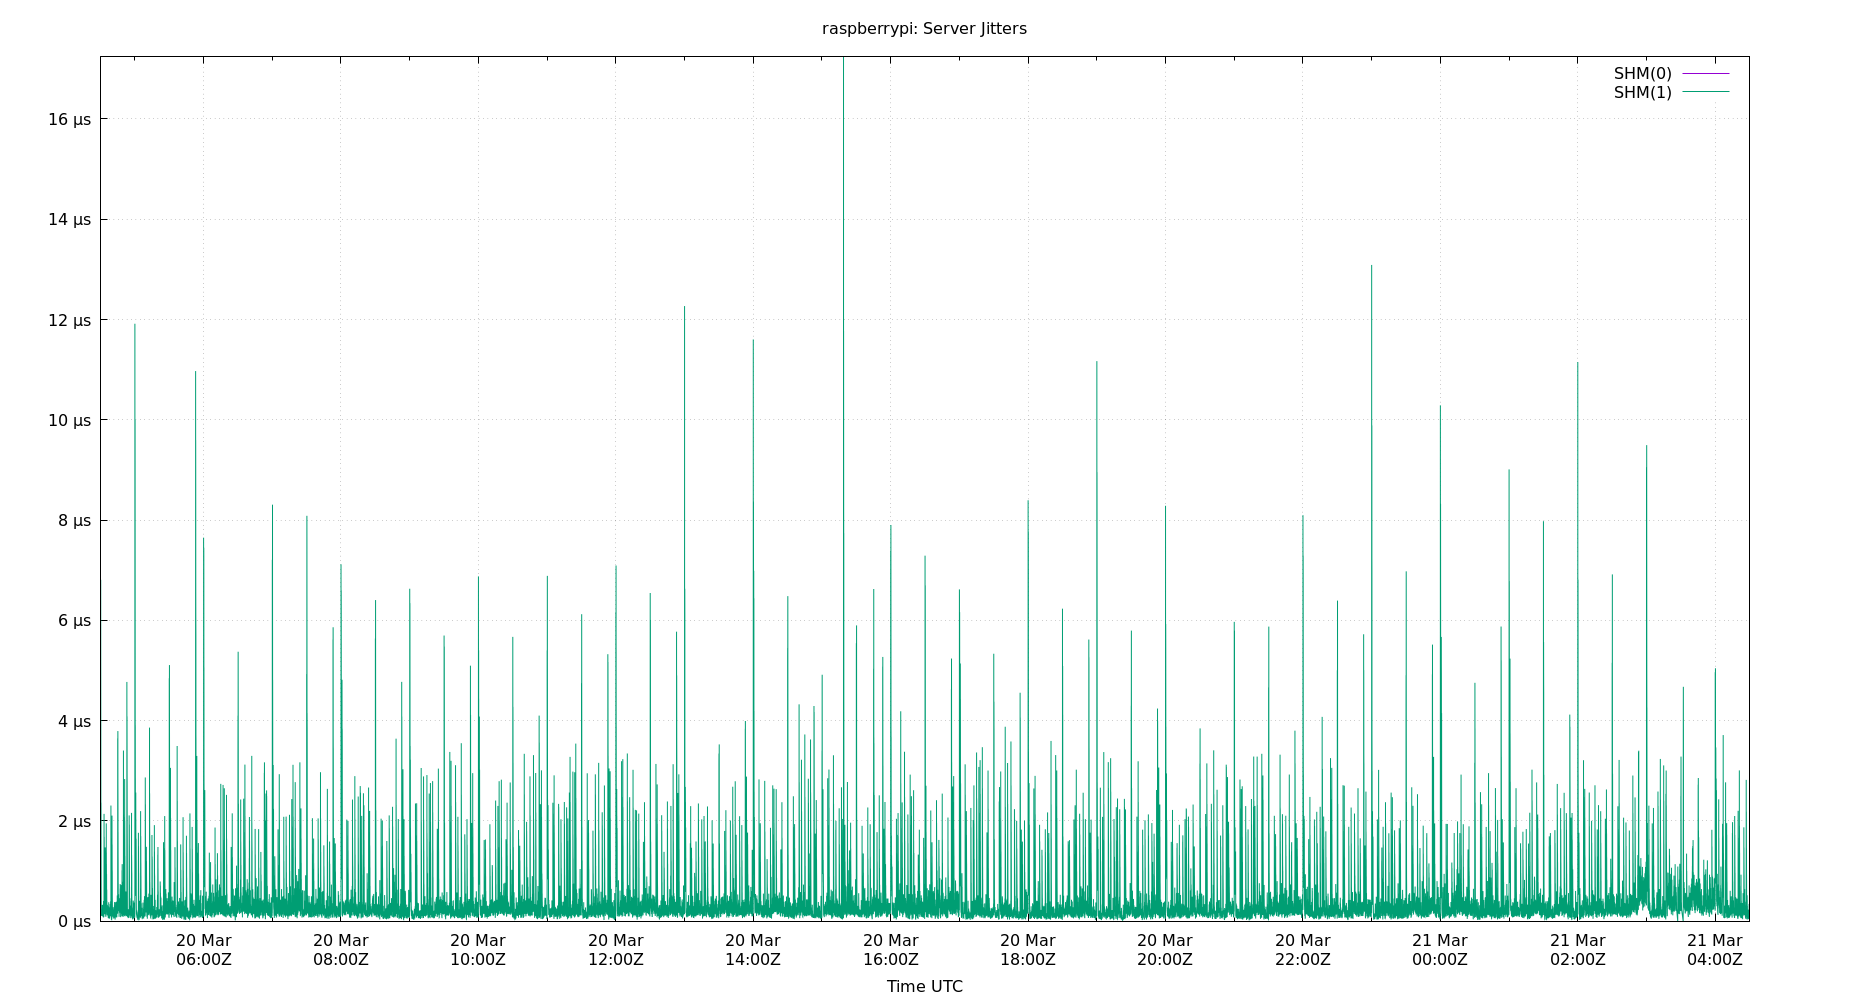 raspberrypi: Server Jitters
SHM(0)
SHM(1)
16 µs
14 µs
12 µs
10 µs
8 µs
6 µs
4 µs
2 µs
0 µs
20 Mar 20 Mar 20 Mar 20 Mar 20 Mar 20 Mar 20 Mar 20 Mar 20 Mar 21 Mar 21 Mar 21 Mar
06:00Z 08:00Z 10:00Z 12:00Z 14:00Z 16:00Z 18:00Z 20:00Z 22:00Z 00:00Z 02:00Z 04:00Z
Time UTC